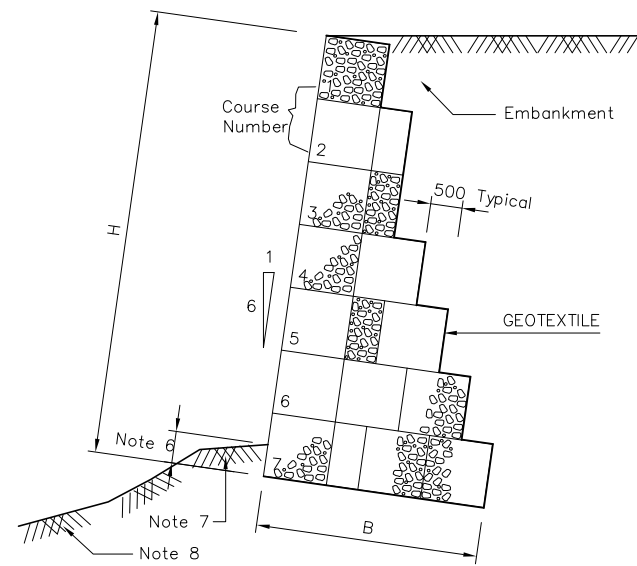 1
Course
Number
Embankment
2
500 Typical
3
H
1
4
6
GEOTEXTILE
5
6
Note 6
7
Note 7
B
Note 8